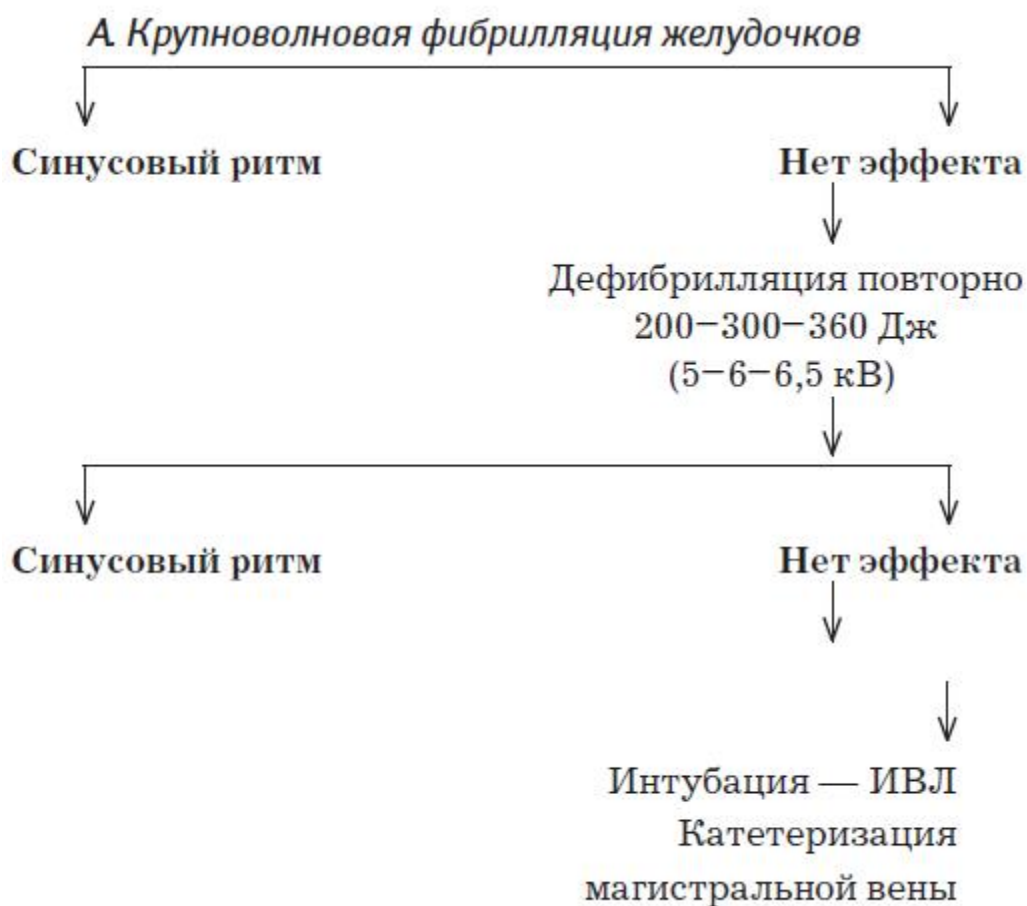 А. Крупноволновая фибрилляция желудочков
Синусовый ритм
Нет эффекта
Дефибрилляция повторно
200–300–360 Дж
(5–6–6,5 кВ)
Синусовый ритм
Нет эффекта
Интубация — ИВЛ
Катетеризация
магистральной вены